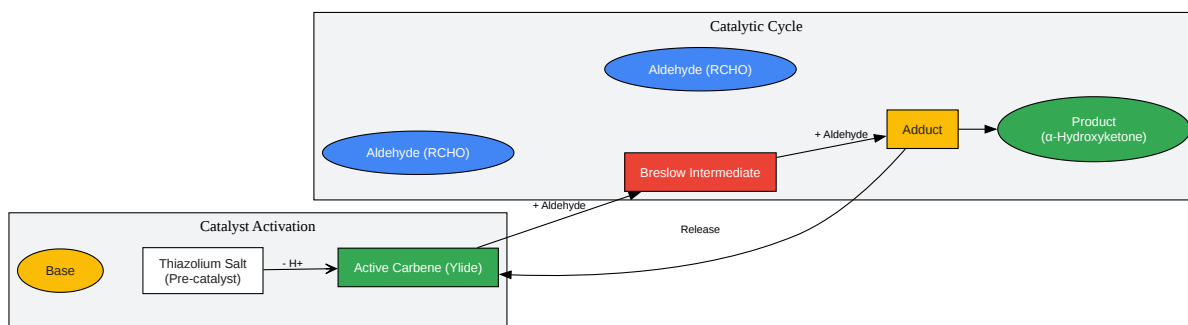 Catalytic Cycle
Aldehyde (RCHO)
Aldehyde (RCHO)
Breslow Intermediate
+ Aldehyde
Adduct
Product
(α-Hydroxyketone)
+ Aldehyde
Release
Catalyst Activation
Base
Thiazolium Salt
(Pre-catalyst)
- H+
Active Carbene (Ylide)